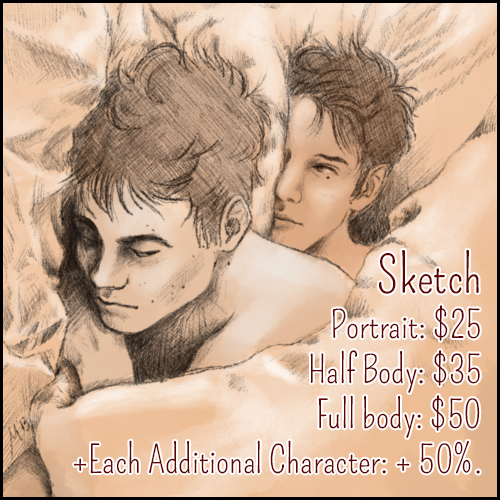 Sketch
Portrait: $25
Half Body: $35
Full body: $50
+Each Additional Character: + 50%.